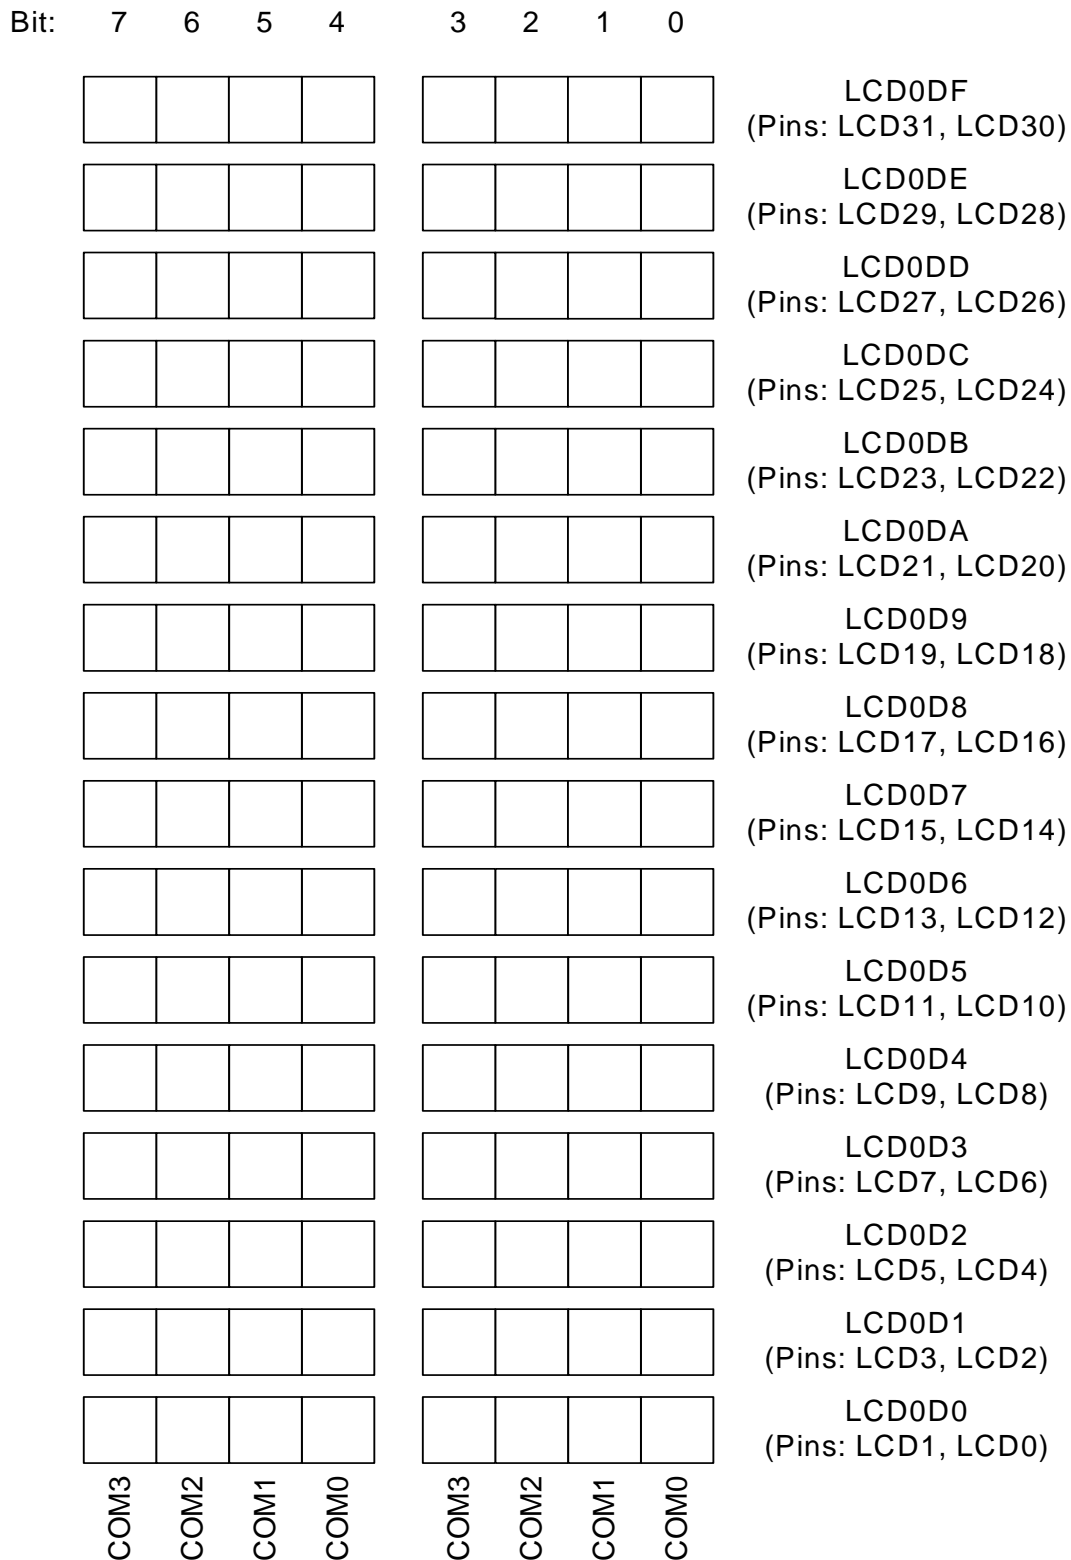 Bit: 7 6 5 4 3 2 1 0
LCD0DF
(Pins: LCD31, LCD30)
LCD0DE
(Pins: LCD29, LCD28)
LCD0DD
(Pins: LCD27, LCD26)
LCD0DC
(Pins: LCD25, LCD24)
LCD0DB
(Pins: LCD23, LCD22)
LCD0DA
(Pins: LCD21, LCD20)
LCD0D9
(Pins: LCD19, LCD18)
LCD0D8
(Pins: LCD17, LCD16)
LCD0D7
(Pins: LCD15, LCD14)
LCD0D6
(Pins: LCD13, LCD12)
LCD0D5
(Pins: LCD11, LCD10)
LCD0D4
(Pins: LCD9, LCD8)
LCD0D3
(Pins: LCD7, LCD6)
LCD0D2
(Pins: LCD5, LCD4)
LCD0D1
(Pins: LCD3, LCD2)
LCD0D0
(Pins: LCD1, LCD0)
COM3
COM2
COM1
COM0
COM3
COM2
COM1
COM0